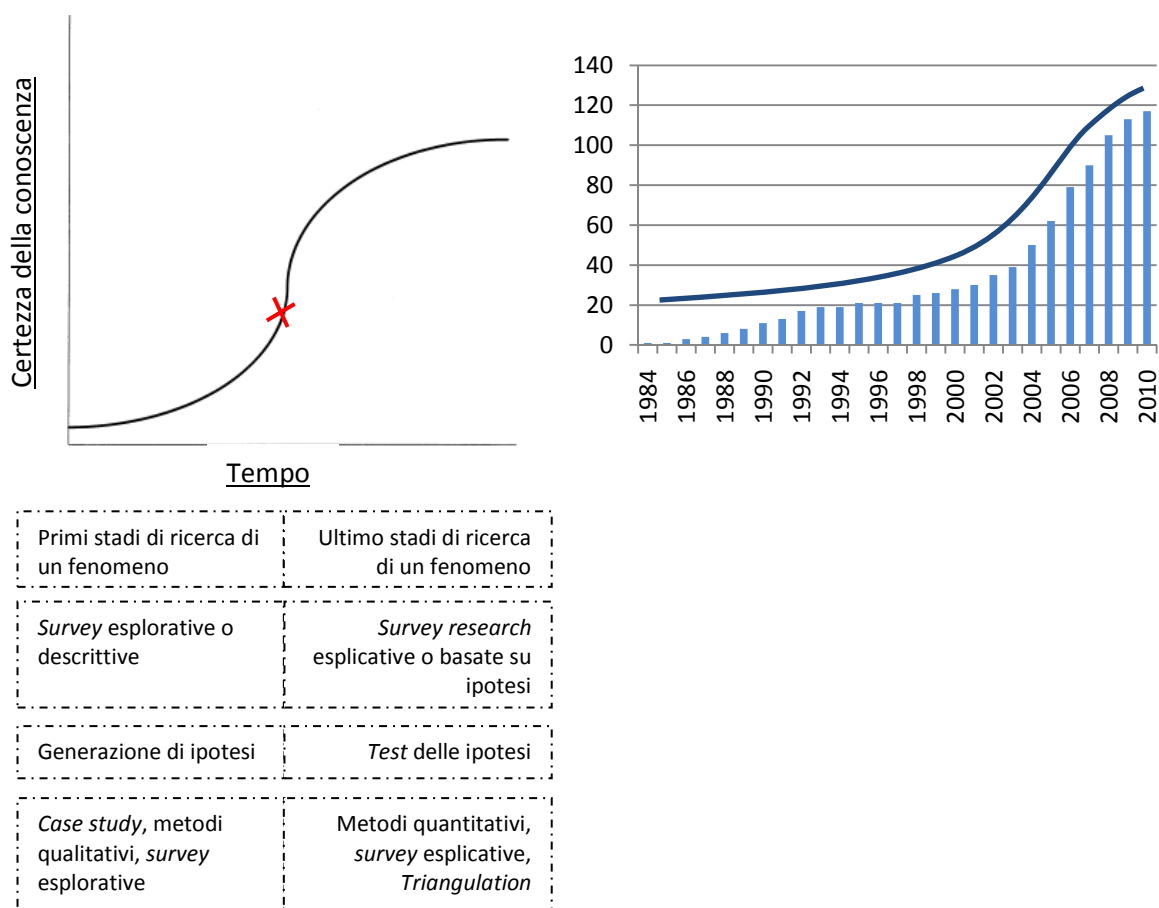 Certezza della conoscenza
Tempo
140
120
100
80
60
40
20
0
1984
1986
1988
1990
1992
1994
1996
1998
2000
2002
2004
2006
2008
2010
Primi stadi di ricerca di
un fenomeno
Ultimo stadi di ricerca
di un fenomeno
Survey esplorative o
descrittive
Survey research
esplicative o basate su
ipotesi
Generazione di ipotesi
Test delle ipotesi
Case study, metodi
qualitativi, survey
esplorative
Metodi quantitativi,
survey esplicative,
Triangulation